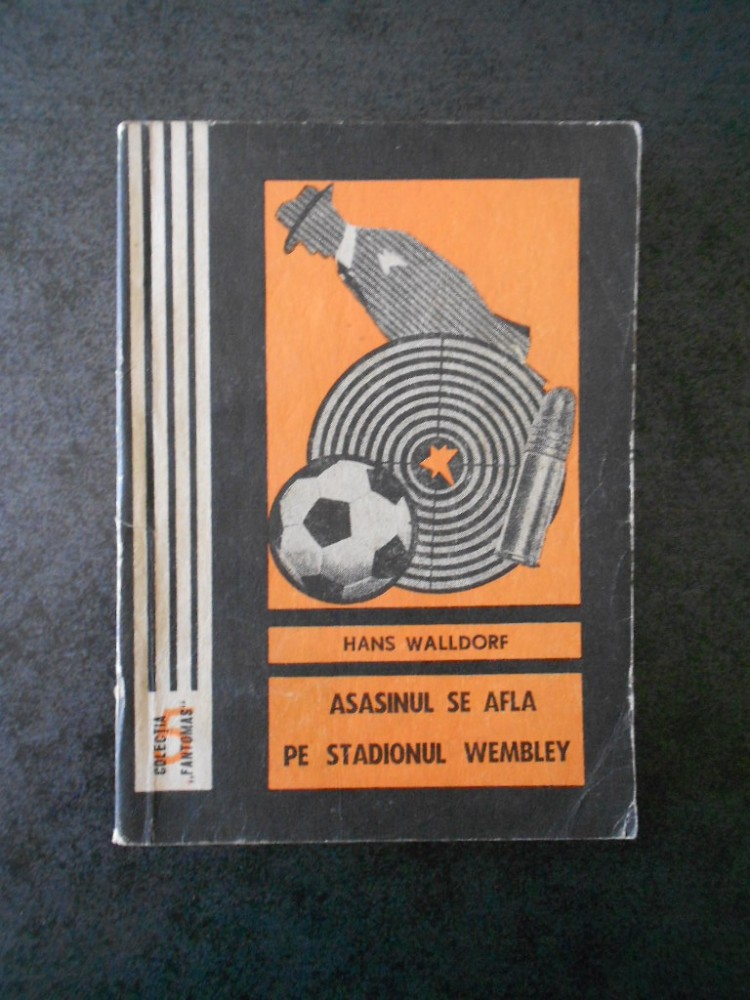 HANS WALLDORF
ASASINUL SE AFLA
PE STADIONUL WEMBLEY
COLECȚIA
„FANTOMAS“